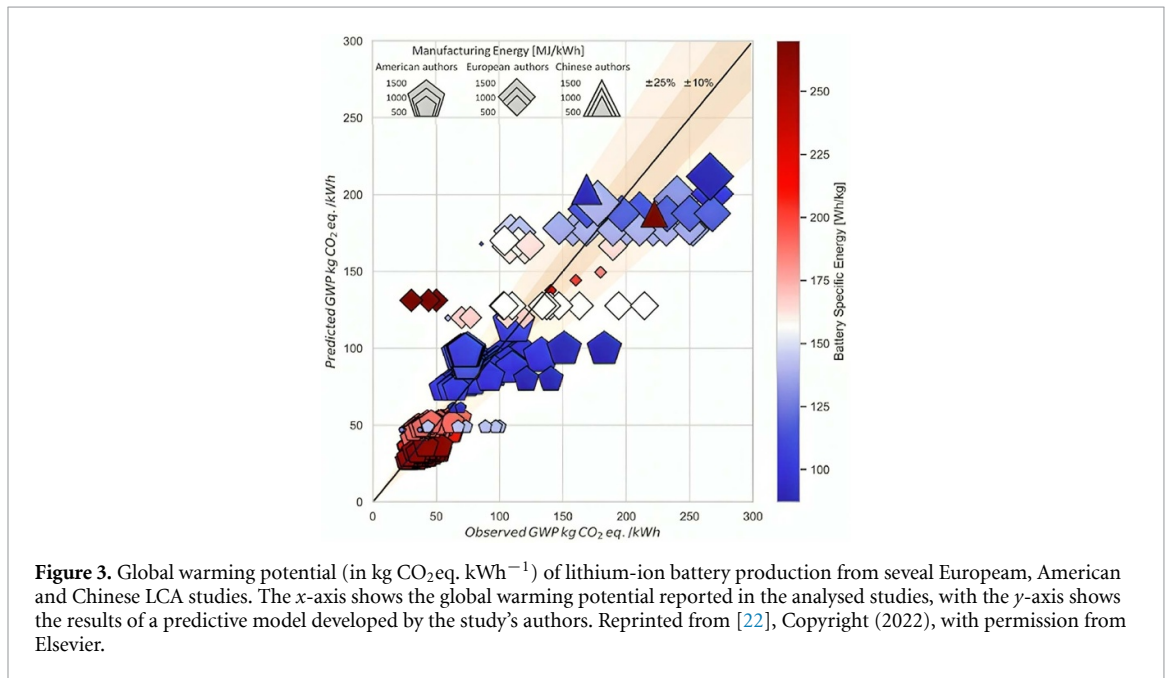 Manufacturing Energy [MJ/kWh]
American authors European authors Chinese authors
1500 1500 1500
1000 1000 1000
500 500 500
±25% ±10%
300
250
200
150
100
50
0
Predicted GWP kg CO₂ eq. /kWh
0 50 100 150 200 250 300
Observed GWP kg CO₂ eq. /kWh
250
225
200
175
150
125
100
Battery Specific Energy [Wh/kg]
Figure 3. Global warming potential (in kg CO₂eq. kWh⁻¹) of lithium-ion battery production from seveal Europeam, American
and Chinese LCA studies. The x-axis shows the global warming potential reported in the analysed studies, with the y-axis shows
the results of a predictive model developed by the study’s authors. Reprinted from [22], Copyright (2022), with permission from
Elsevier.